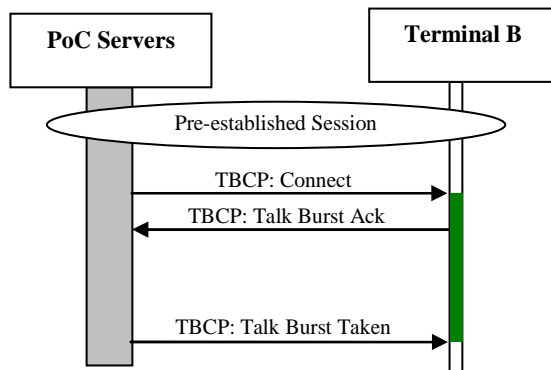 PoC Servers
Terminal B
Pre-established Session
TBCP: Connect
TBCP: Talk Burst Ack
TBCP: Talk Burst Taken